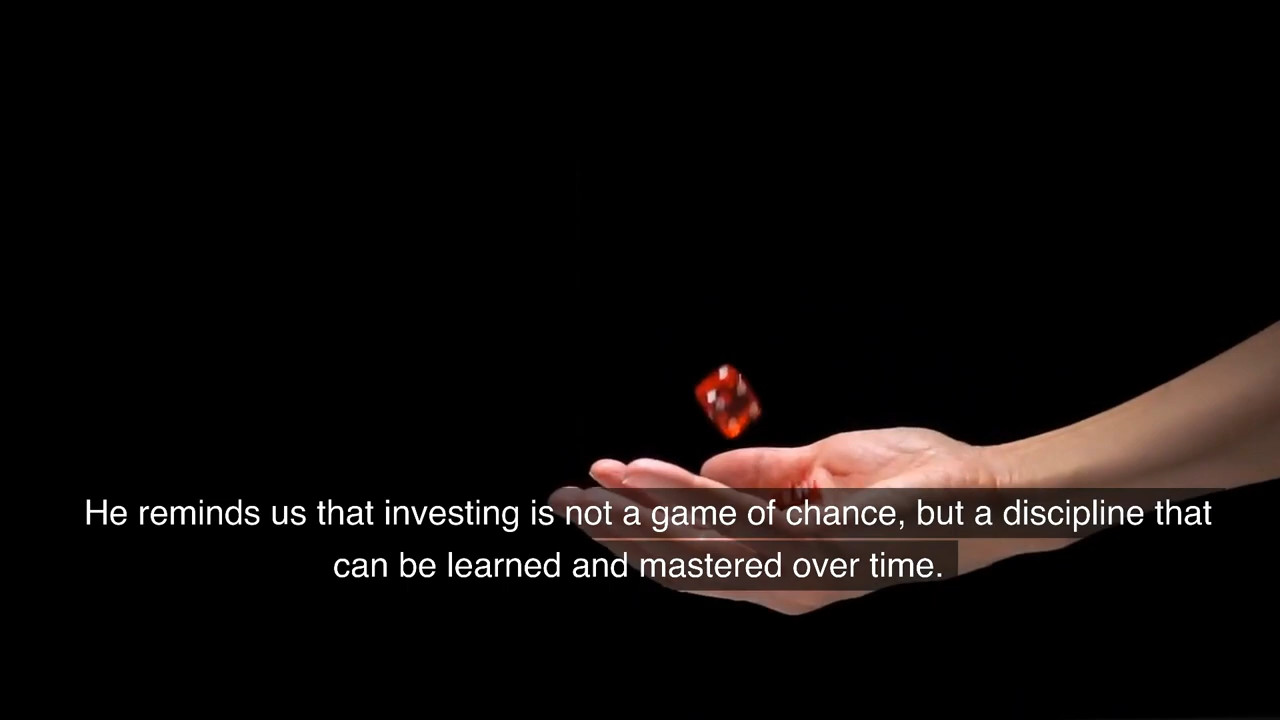 He reminds us that investing is not a game of chance, but a discipline that
can be learned and mastered over time.